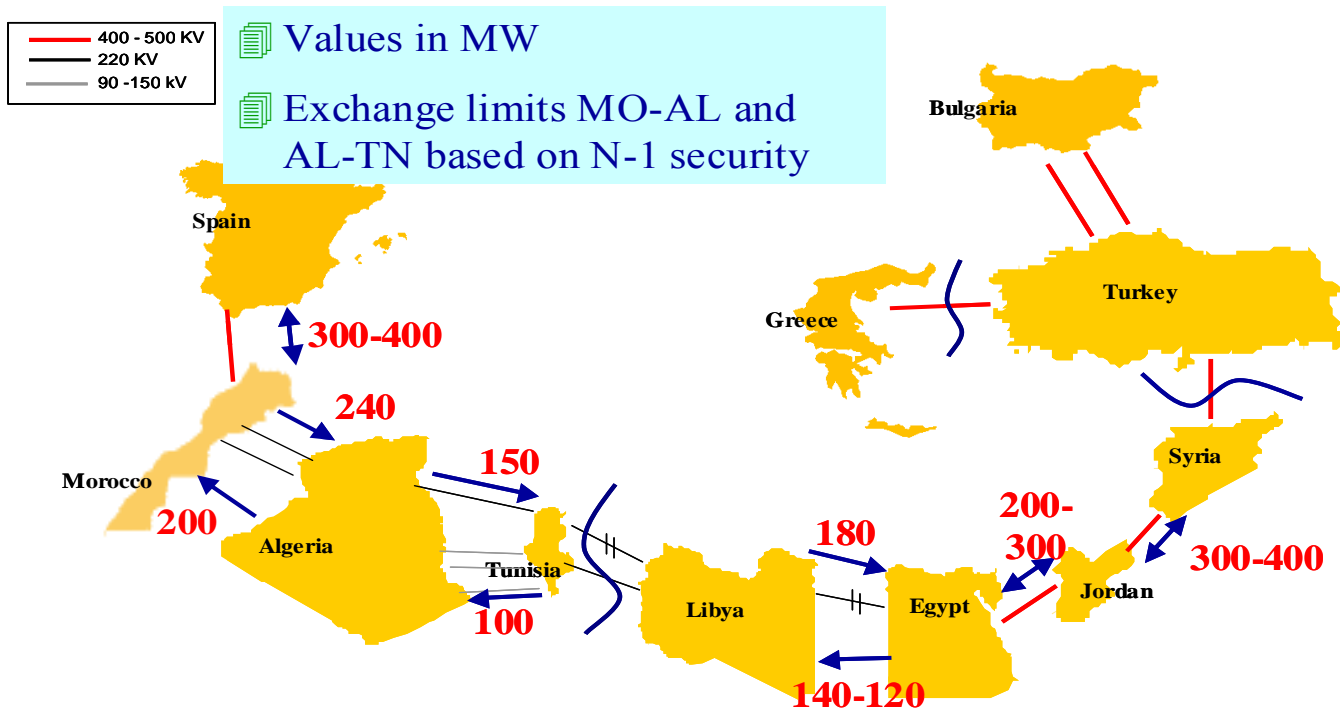 400 - 500 KV
220 KV
90 -150 kV
Values in MW
Exchange limits MO-AL and
AL-TN based on N-1 security
Bulgaria
Spain
Turkey
Greece
300-400
240
Syria
150
Morocco
200
200-
300
180
300-400
Algeria
Tunisia
Jordan
Libya
Egypt
100
140-120